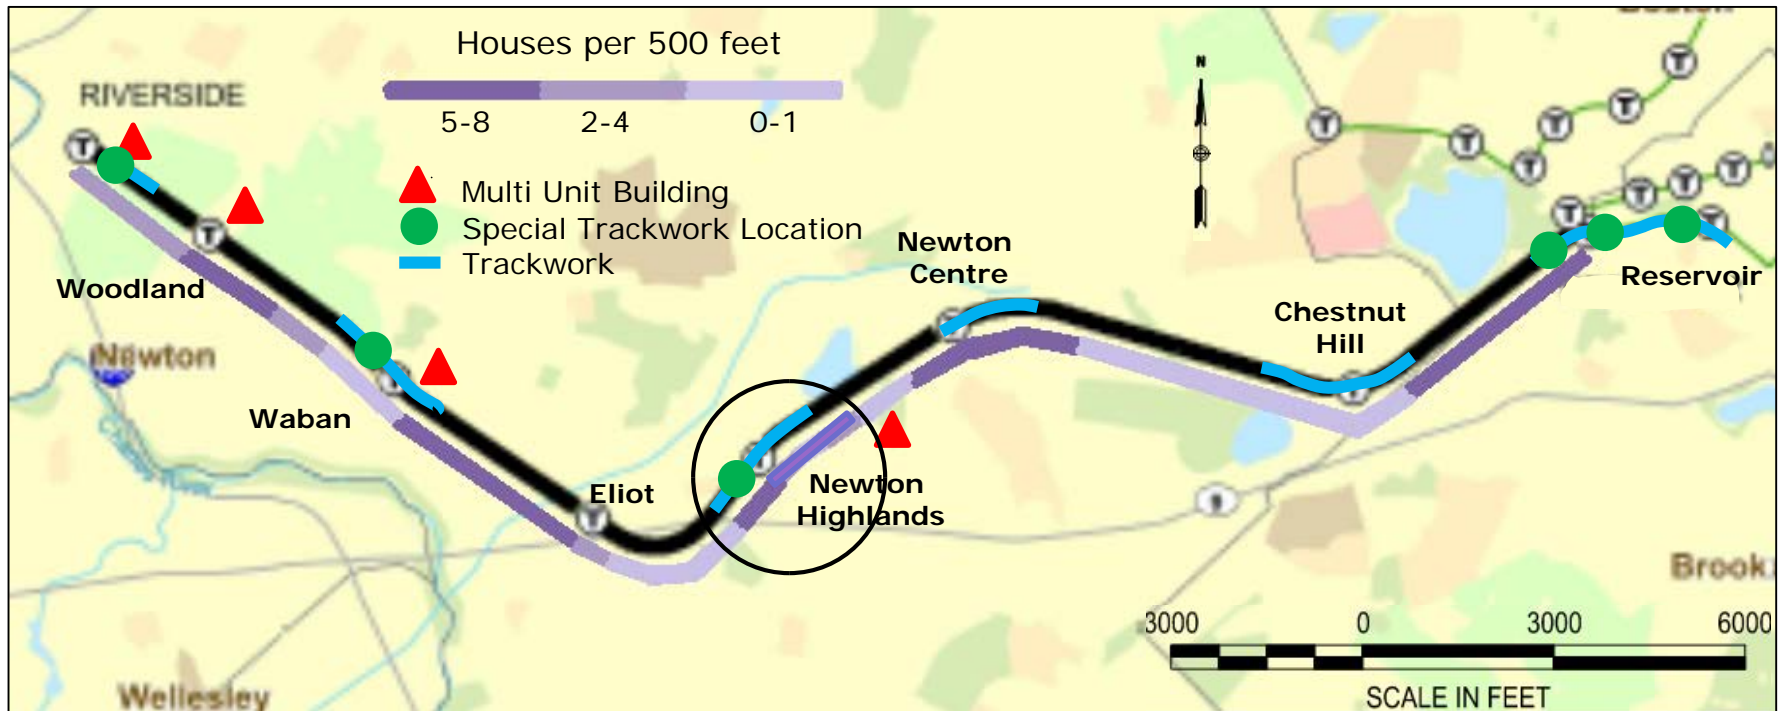 Boston
Houses per 500 feet
5-8
2-4
0-1
RIVERSIDE
N
T
T
T
T
T
T
T
T
T
T
T
T
T
T
Multi Unit Building
Special Trackwork Location
Trackwork
Newton
Centre
Woodland
Reservoir
Chestnut
Hill
Newton
Waban
Eliot
Newton
Highlands
9
Brook
3000
0
3000
6000
SCALE IN FEET
Wellesley